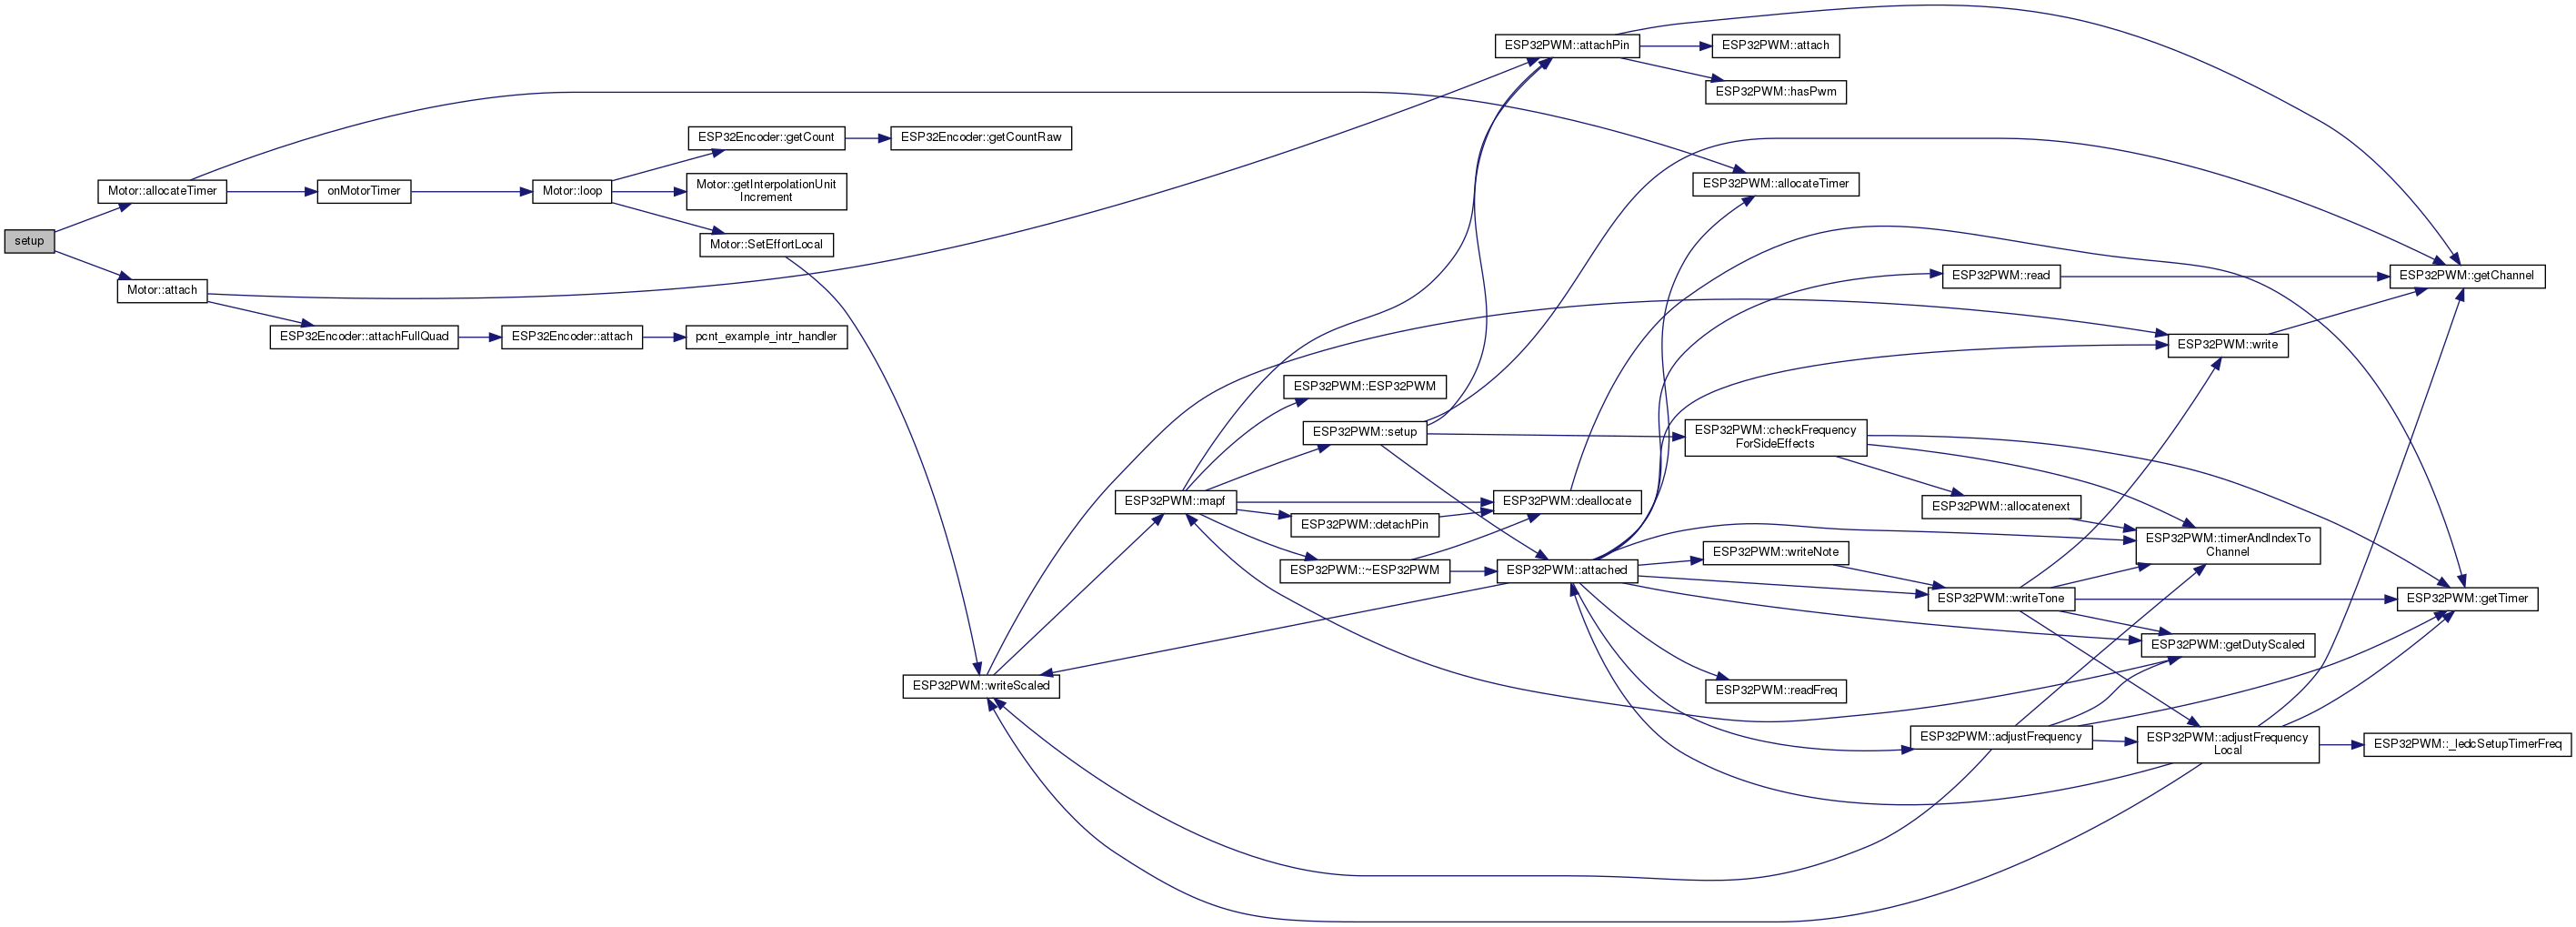 ESP32PWM::attachPin
ESP32PWM::attach
ESP32PWM::hasPwm
ESP32Encoder::getCount
ESP32Encoder::getCountRaw
Motor::allocateTimer
onMotorTimer
Motor::loop
Motor::getInterpolationUnit
Increment
ESP32PWM::allocateTimer
setup
Motor::SetEffortLocal
ESP32PWM::read
ESP32PWM::getChannel
Motor::attach
ESP32Encoder::attachFullQuad
ESP32Encoder::attach
pcnt_example_intr_handler
ESP32PWM::write
ESP32PWM::ESP32PWM
ESP32PWM::setup
ESP32PWM::checkFrequency
ForSideEffects
ESP32PWM::mapf
ESP32PWM::deallocate
ESP32PWM::allocatenext
ESP32PWM::detachPin
ESP32PWM::timerAndIndexTo
Channel
ESP32PWM::writeNote
ESP32PWM::~ESP32PWM
ESP32PWM::attached
ESP32PWM::writeTone
ESP32PWM::getTimer
ESP32PWM::getDutyScaled
ESP32PWM::writeScaled
ESP32PWM::readFreq
ESP32PWM::adjustFrequency
ESP32PWM::adjustFrequency
Local
ESP32PWM::_ledcSetupTimerFreq